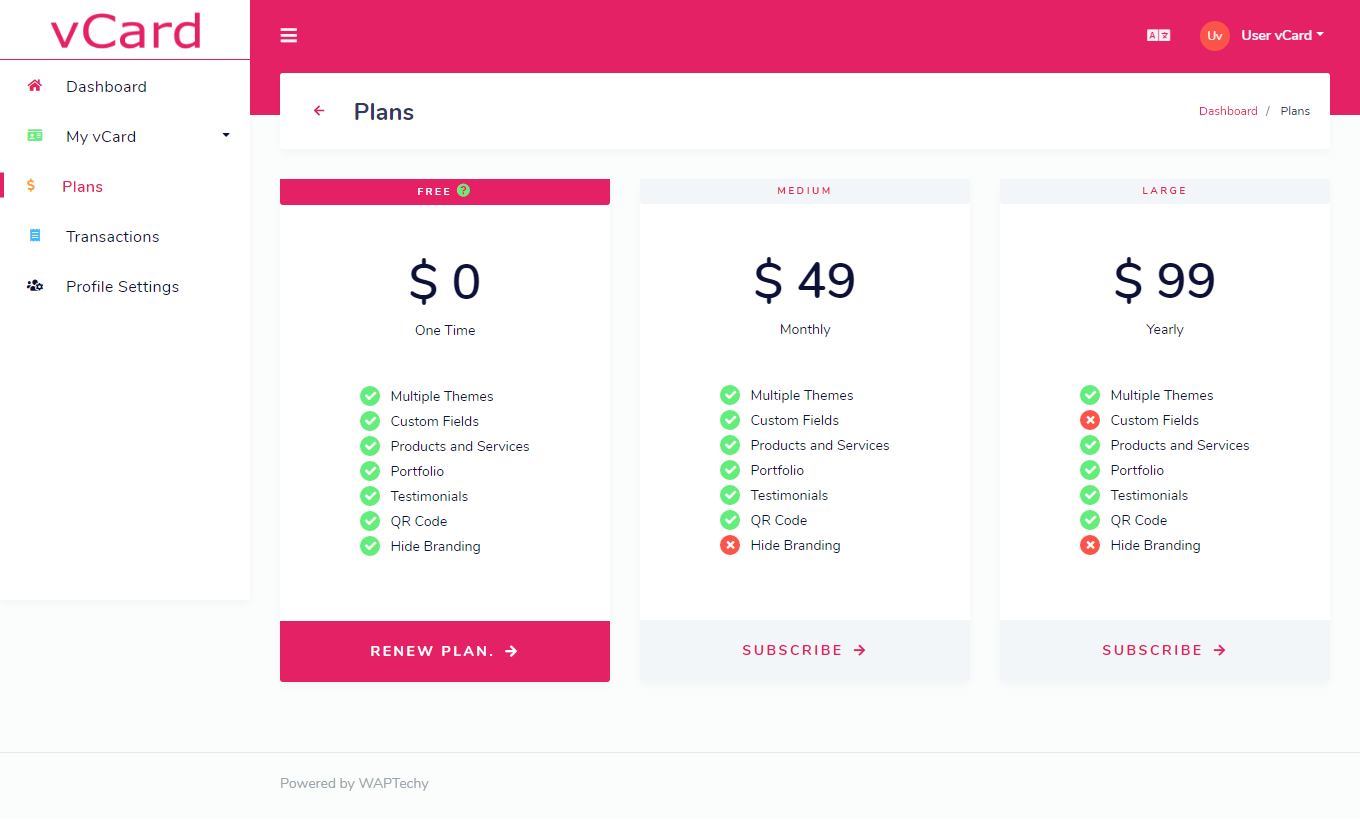 vCard
Uv
User vCard
Dashboard
My vCard
Plans
Transactions
Profile Settings
Plans
Dashboard / Plans
FREE ?
$ 0
One Time
Multiple Themes
Custom Fields
Products and Services
Portfolio
Testimonials
QR Code
Hide Branding
RENEW PLAN.
MEDIUM
$ 49
Monthly
Multiple Themes
Custom Fields
Products and Services
Portfolio
Testimonials
QR Code
Hide Branding
SUBSCRIBE
LARGE
$ 99
Yearly
Multiple Themes
Custom Fields
Products and Services
Portfolio
Testimonials
QR Code
Hide Branding
SUBSCRIBE
Powered by WAPTechy